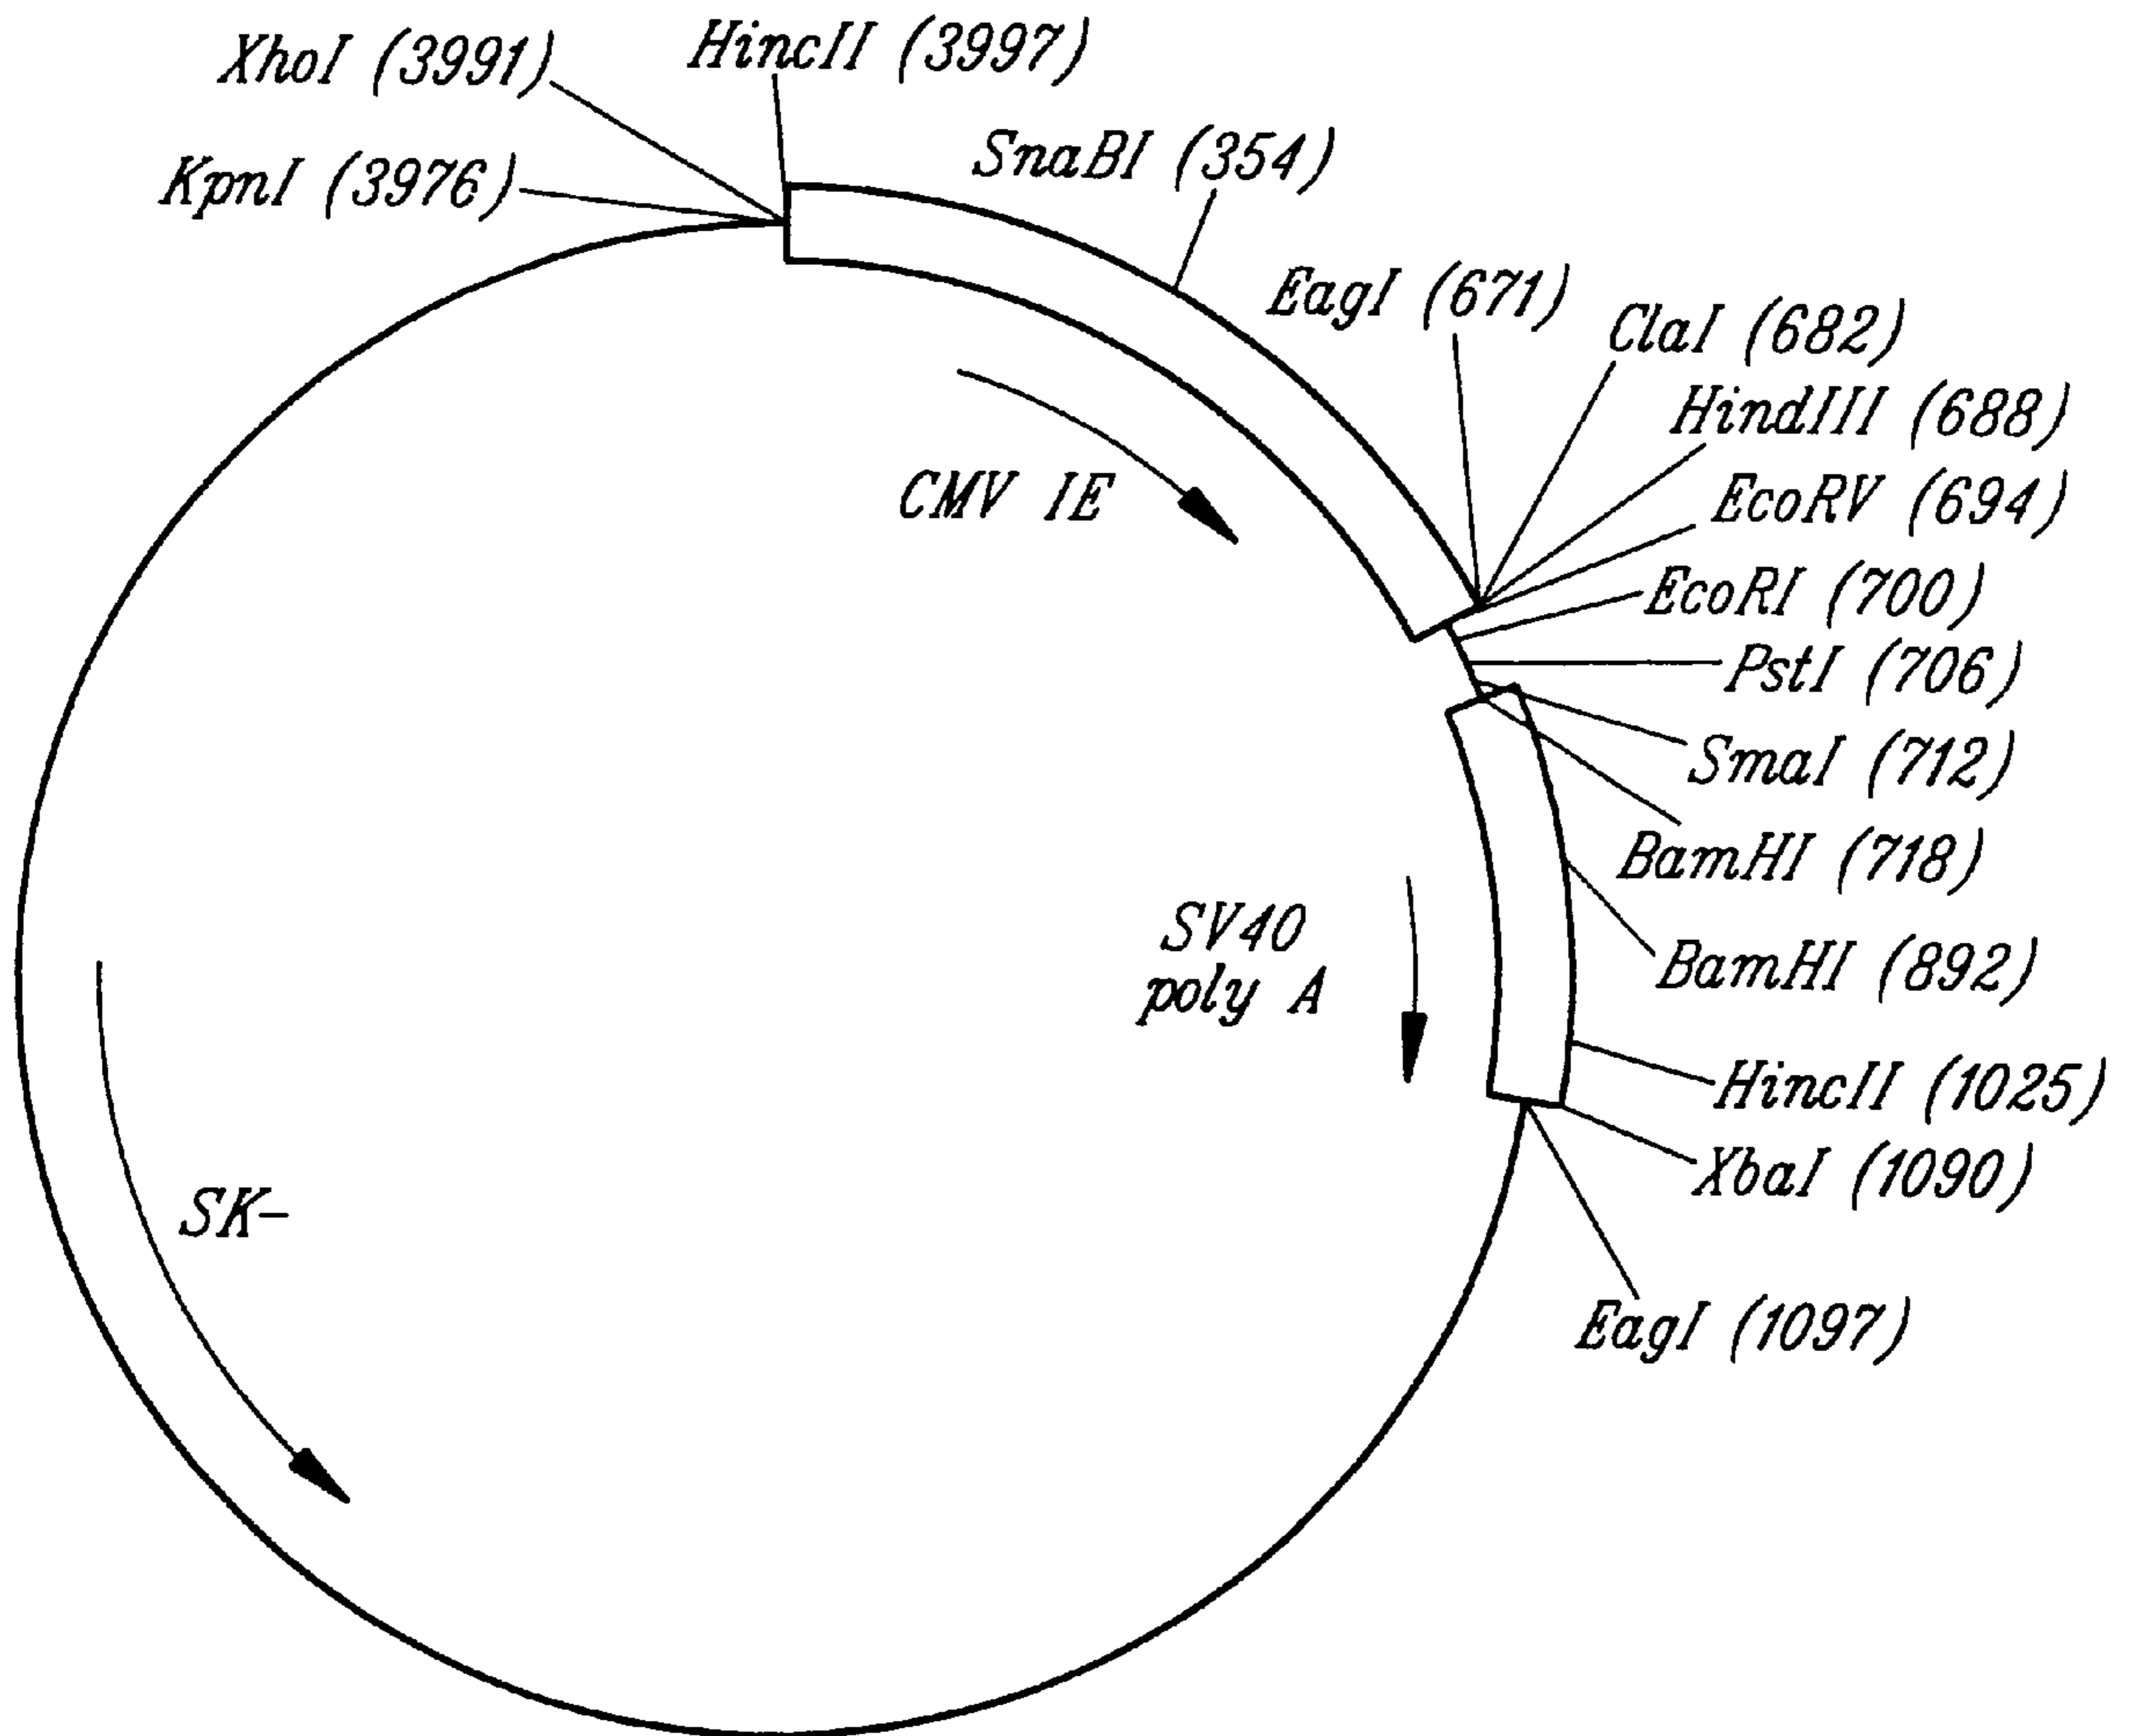 XhoI (3991)
HincII (3997)
KpnI (3976)
SnaBI (354)
EagI (671)
ClaI (682)
HindIII (688)
EcoRV (694)
CMV IE
EcoRI (700)
PstI (706)
SmaI (712)
BamHI (718)
SV40
poly A
BamHI (892)
HincII (1025)
XbaI (1090)
SK-
EagI (1097)